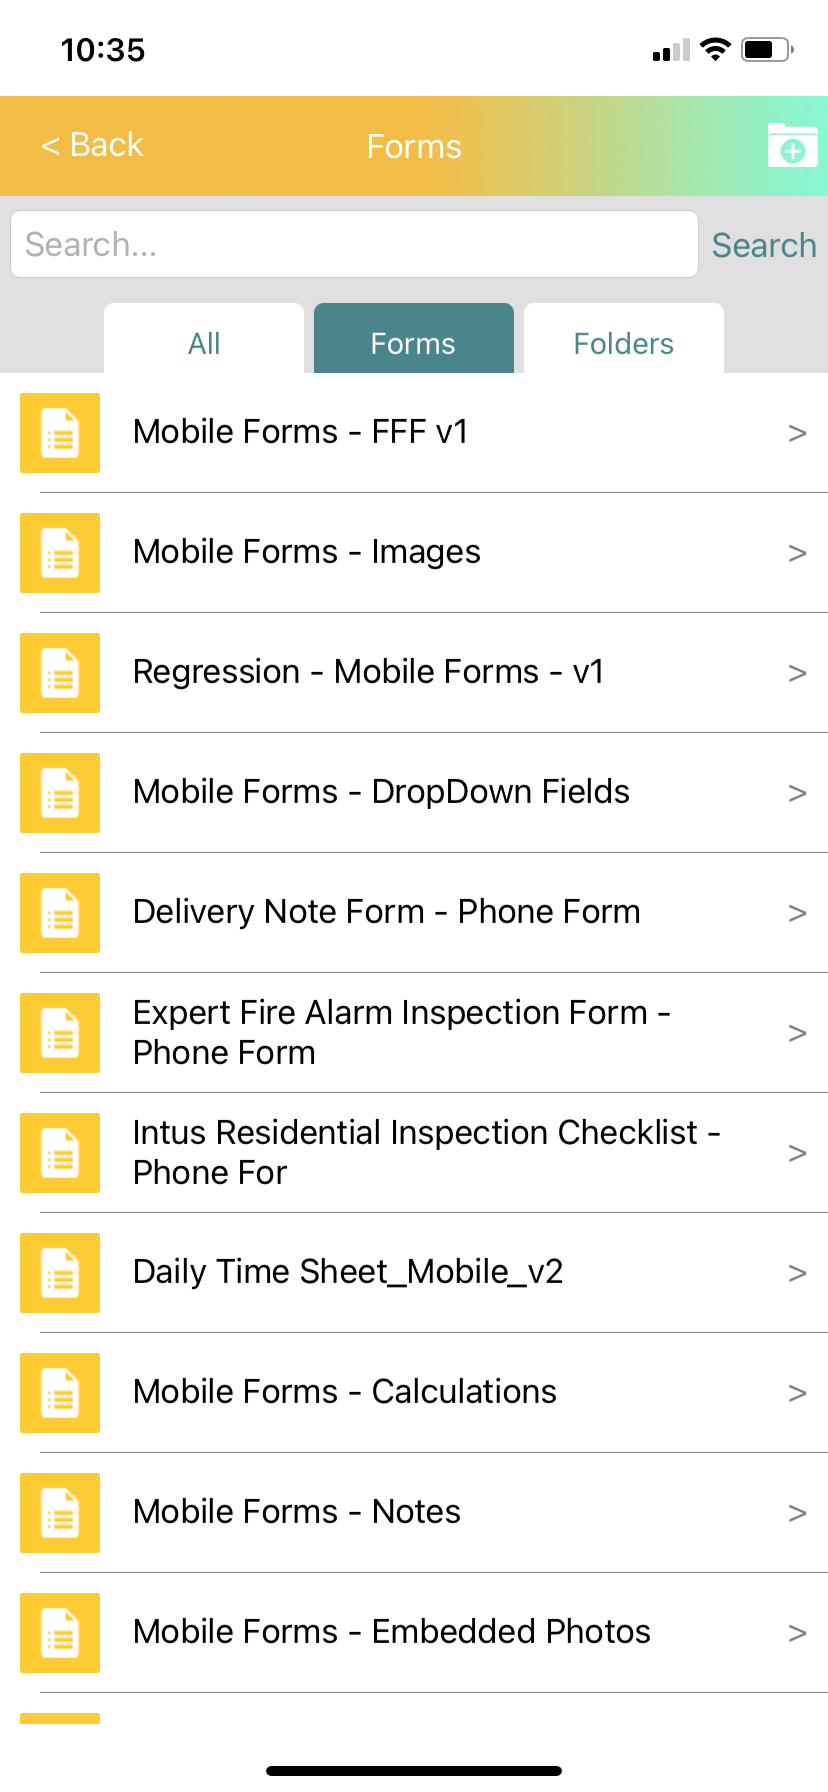 10:35
< Back
Forms
Search...
Search
All
Forms
Folders
Mobile Forms - FFF v1
>
Mobile Forms - Images
>
Regression - Mobile Forms - v1
>
Mobile Forms - DropDown Fields
>
Delivery Note Form - Phone Form
>
Expert Fire Alarm Inspection Form -
Phone Form
>
Intus Residential Inspection Checklist -
Phone For
>
Daily Time Sheet_Mobile_v2
>
Mobile Forms - Calculations
>
Mobile Forms - Notes
>
Mobile Forms - Embedded Photos
>